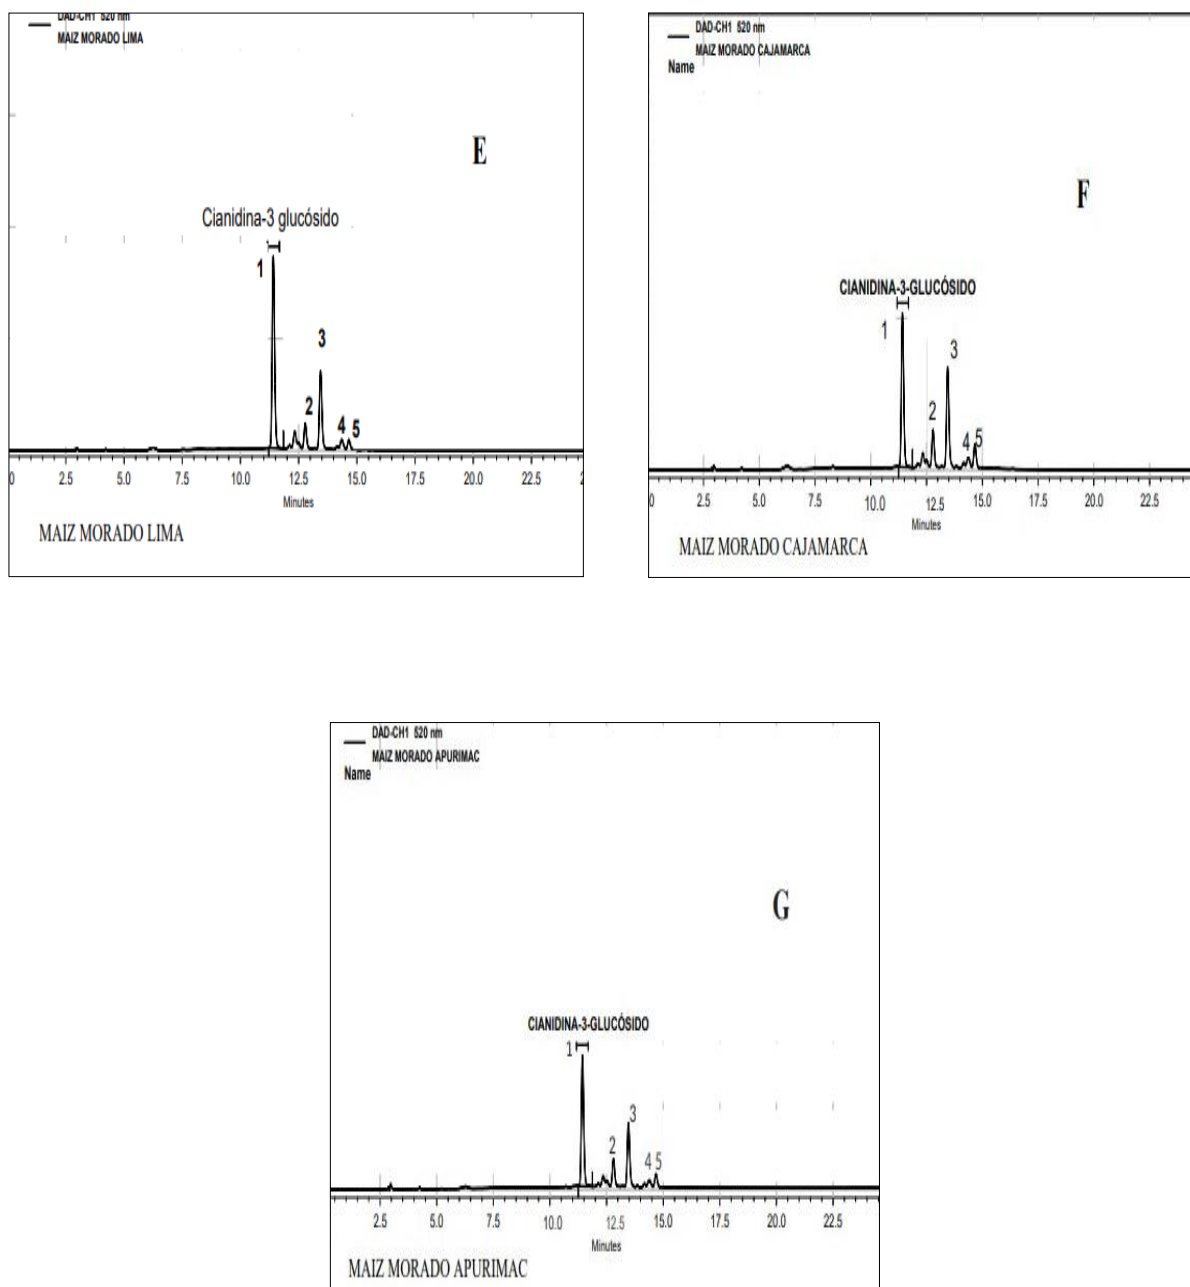 DAD-CH1 520 nm
MAIZ MORADO LIMA
E
Cianidina-3 glucósido
1
3
2
4 5
0 2.5 5.0 7.5 10.0 12.5 15.0 17.5 20.0 22.5 2
Minutes
MAIZ MORADO LIMA
DAD-CH1 520 nm
MAIZ MORADO CAJAMARCA
Name
F
CIANIDINA-3-GLUCÓSIDO
1
3
2
4 5
0 2.5 5.0 7.5 10.0 12.5 15.0 17.5 20.0 22.5
Minutes
MAIZ MORADO CAJAMARCA
DAD-CH1 520 nm
MAIZ MORADO APURIMAC
Name
G
CIANIDINA-3-GLUCÓSIDO
1
3
2
4 5
2.5 5.0 7.5 10.0 12.5 15.0 17.5 20.0 22.5
Minutes
MAIZ MORADO APURIMAC